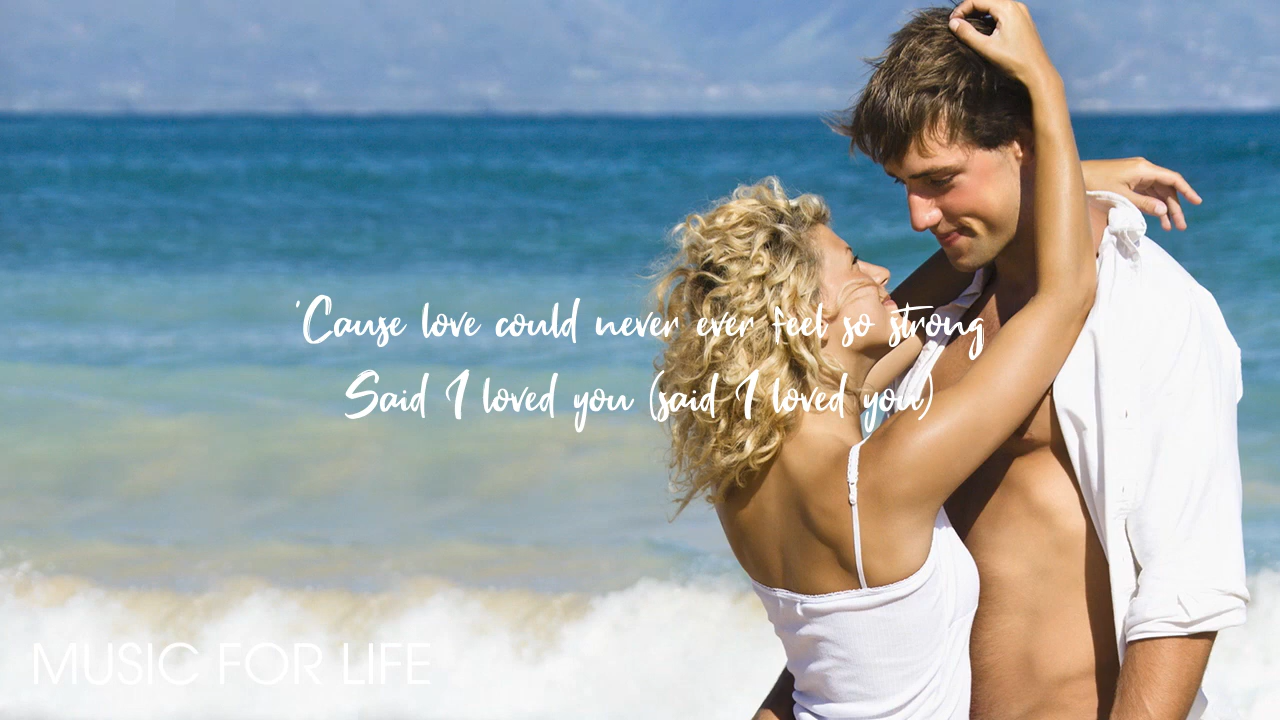 'Cause love could never ever feel so strong
Said I loved you (said I loved you)
MUSIC FOR LIFE